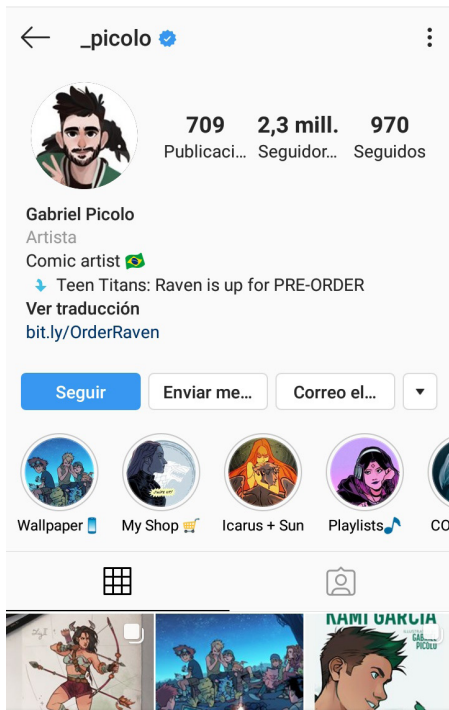 _picolo
709 2,3 mill. 970
Publicaci... Seguidor... Seguidos
Gabriel Picolo
Artista
Comic artist 🇧🇷
Teen Titans: Raven is up for PRE-ORDER
Ver traducción
bit.ly/OrderRaven
Seguir Enviar me... Correo el...
Wallpaper📱 My Shop 🛒 Icarus + Sun Playlists🎵 CO
KAMI GARCIA
GAB
PICOLO